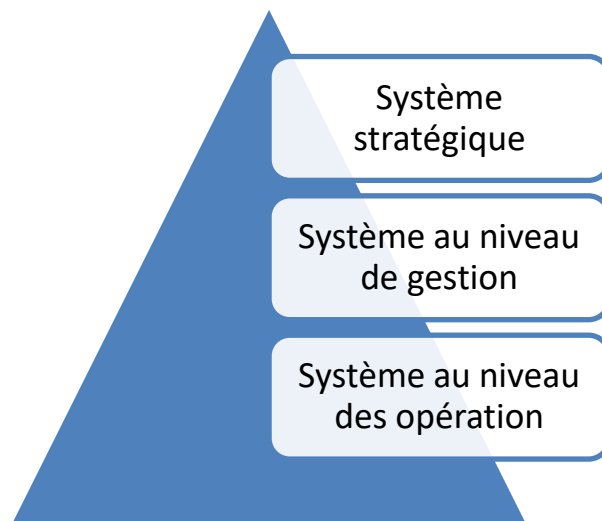 Système
stratégique
Système au niveau
de gestion
Système au niveau
des opération